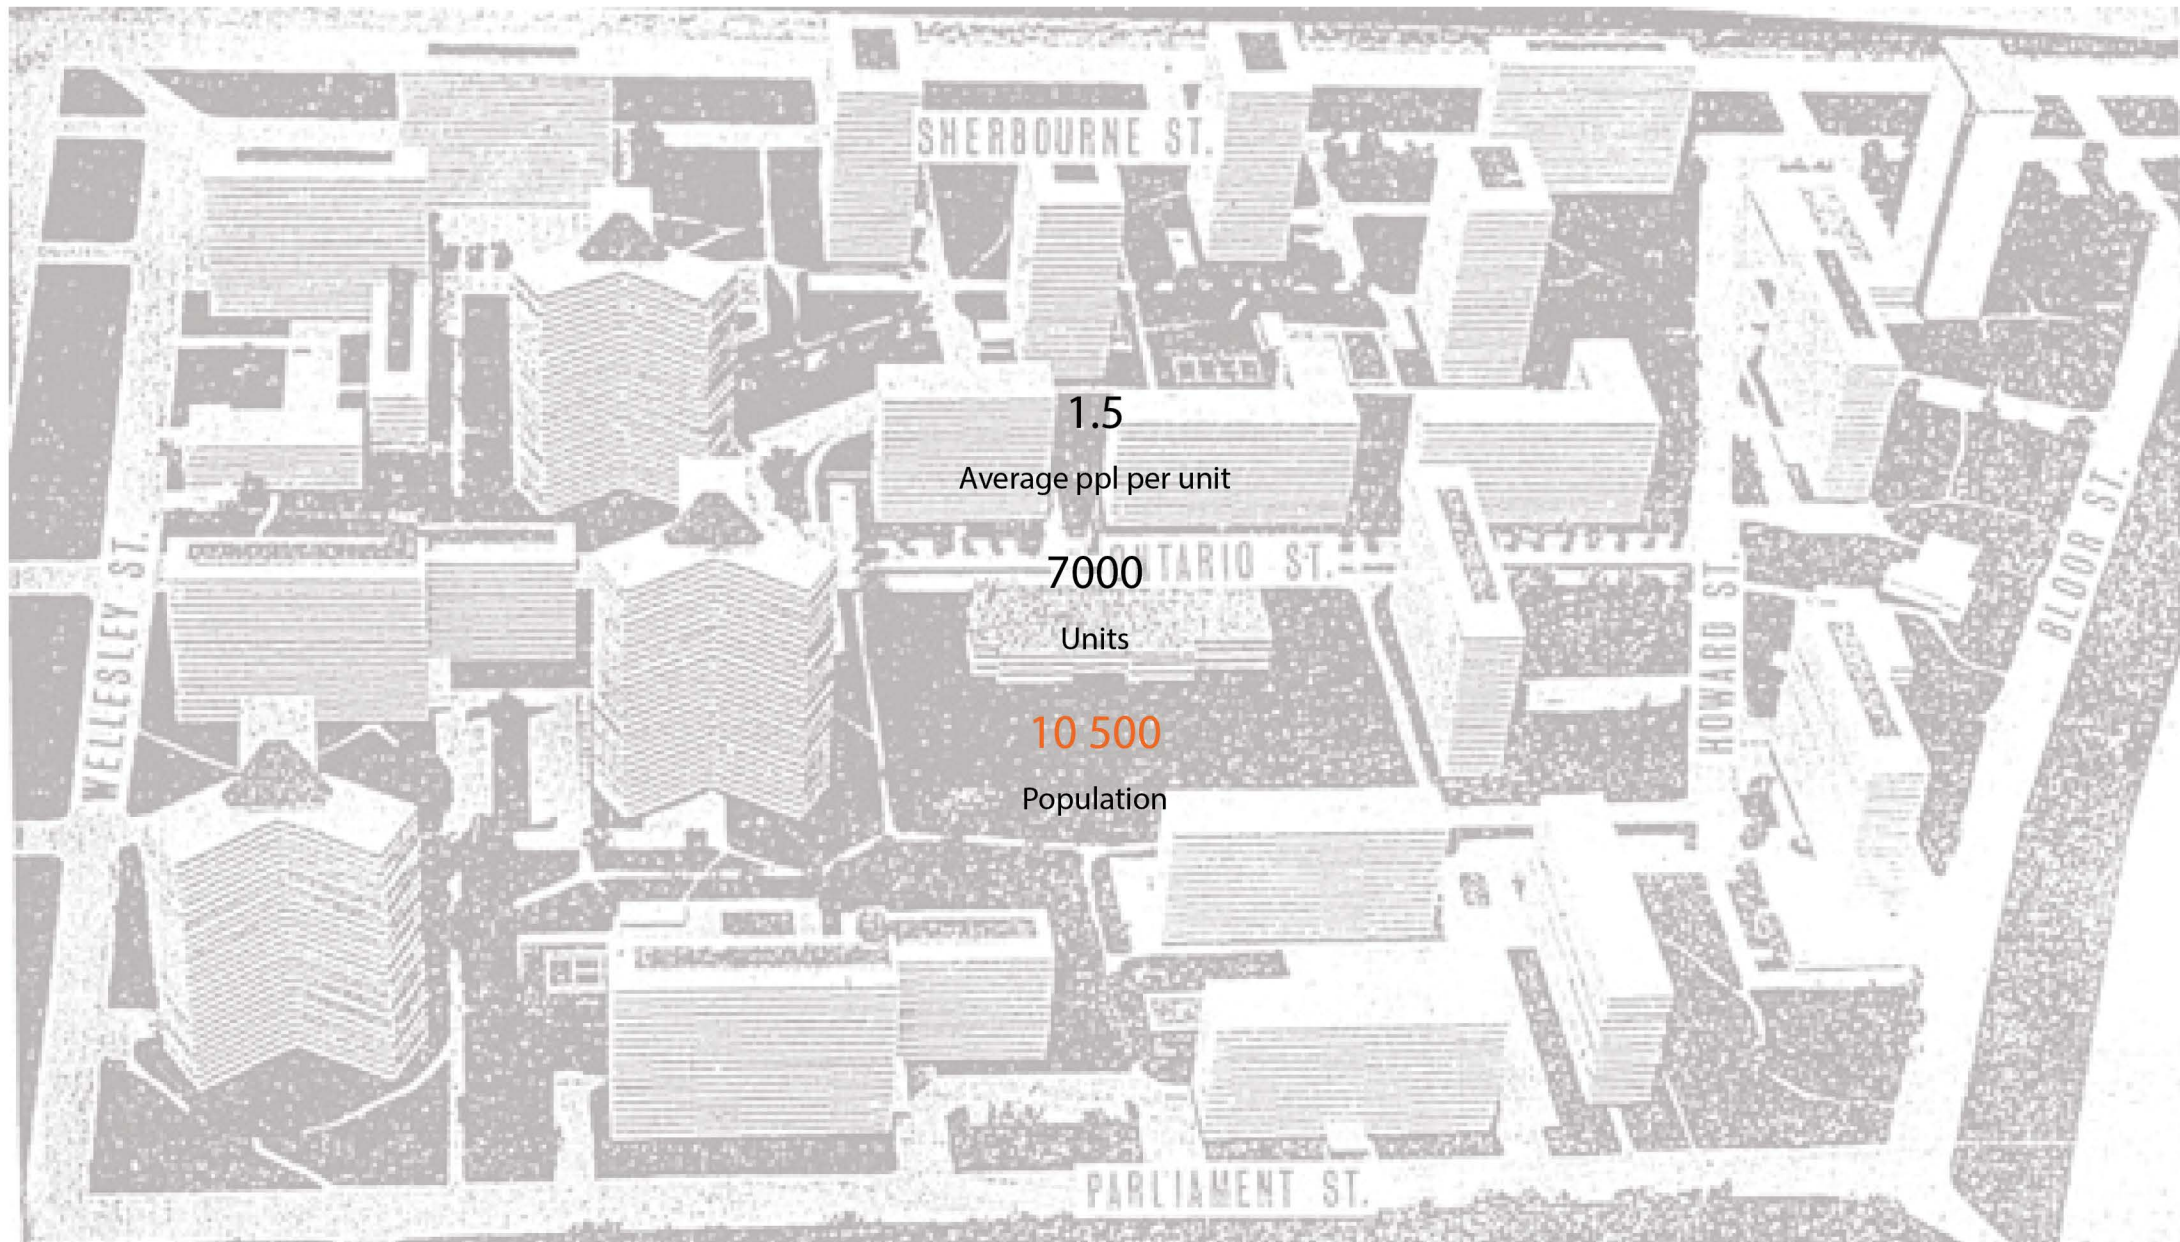 SHERBOURNE ST.
1.5
Average ppl per unit
ONTARIO ST.
7000
Units
WELLESLEY ST.
HOWARD ST.
BLOOR ST.
10 500
Population
PARLIAMENT ST.